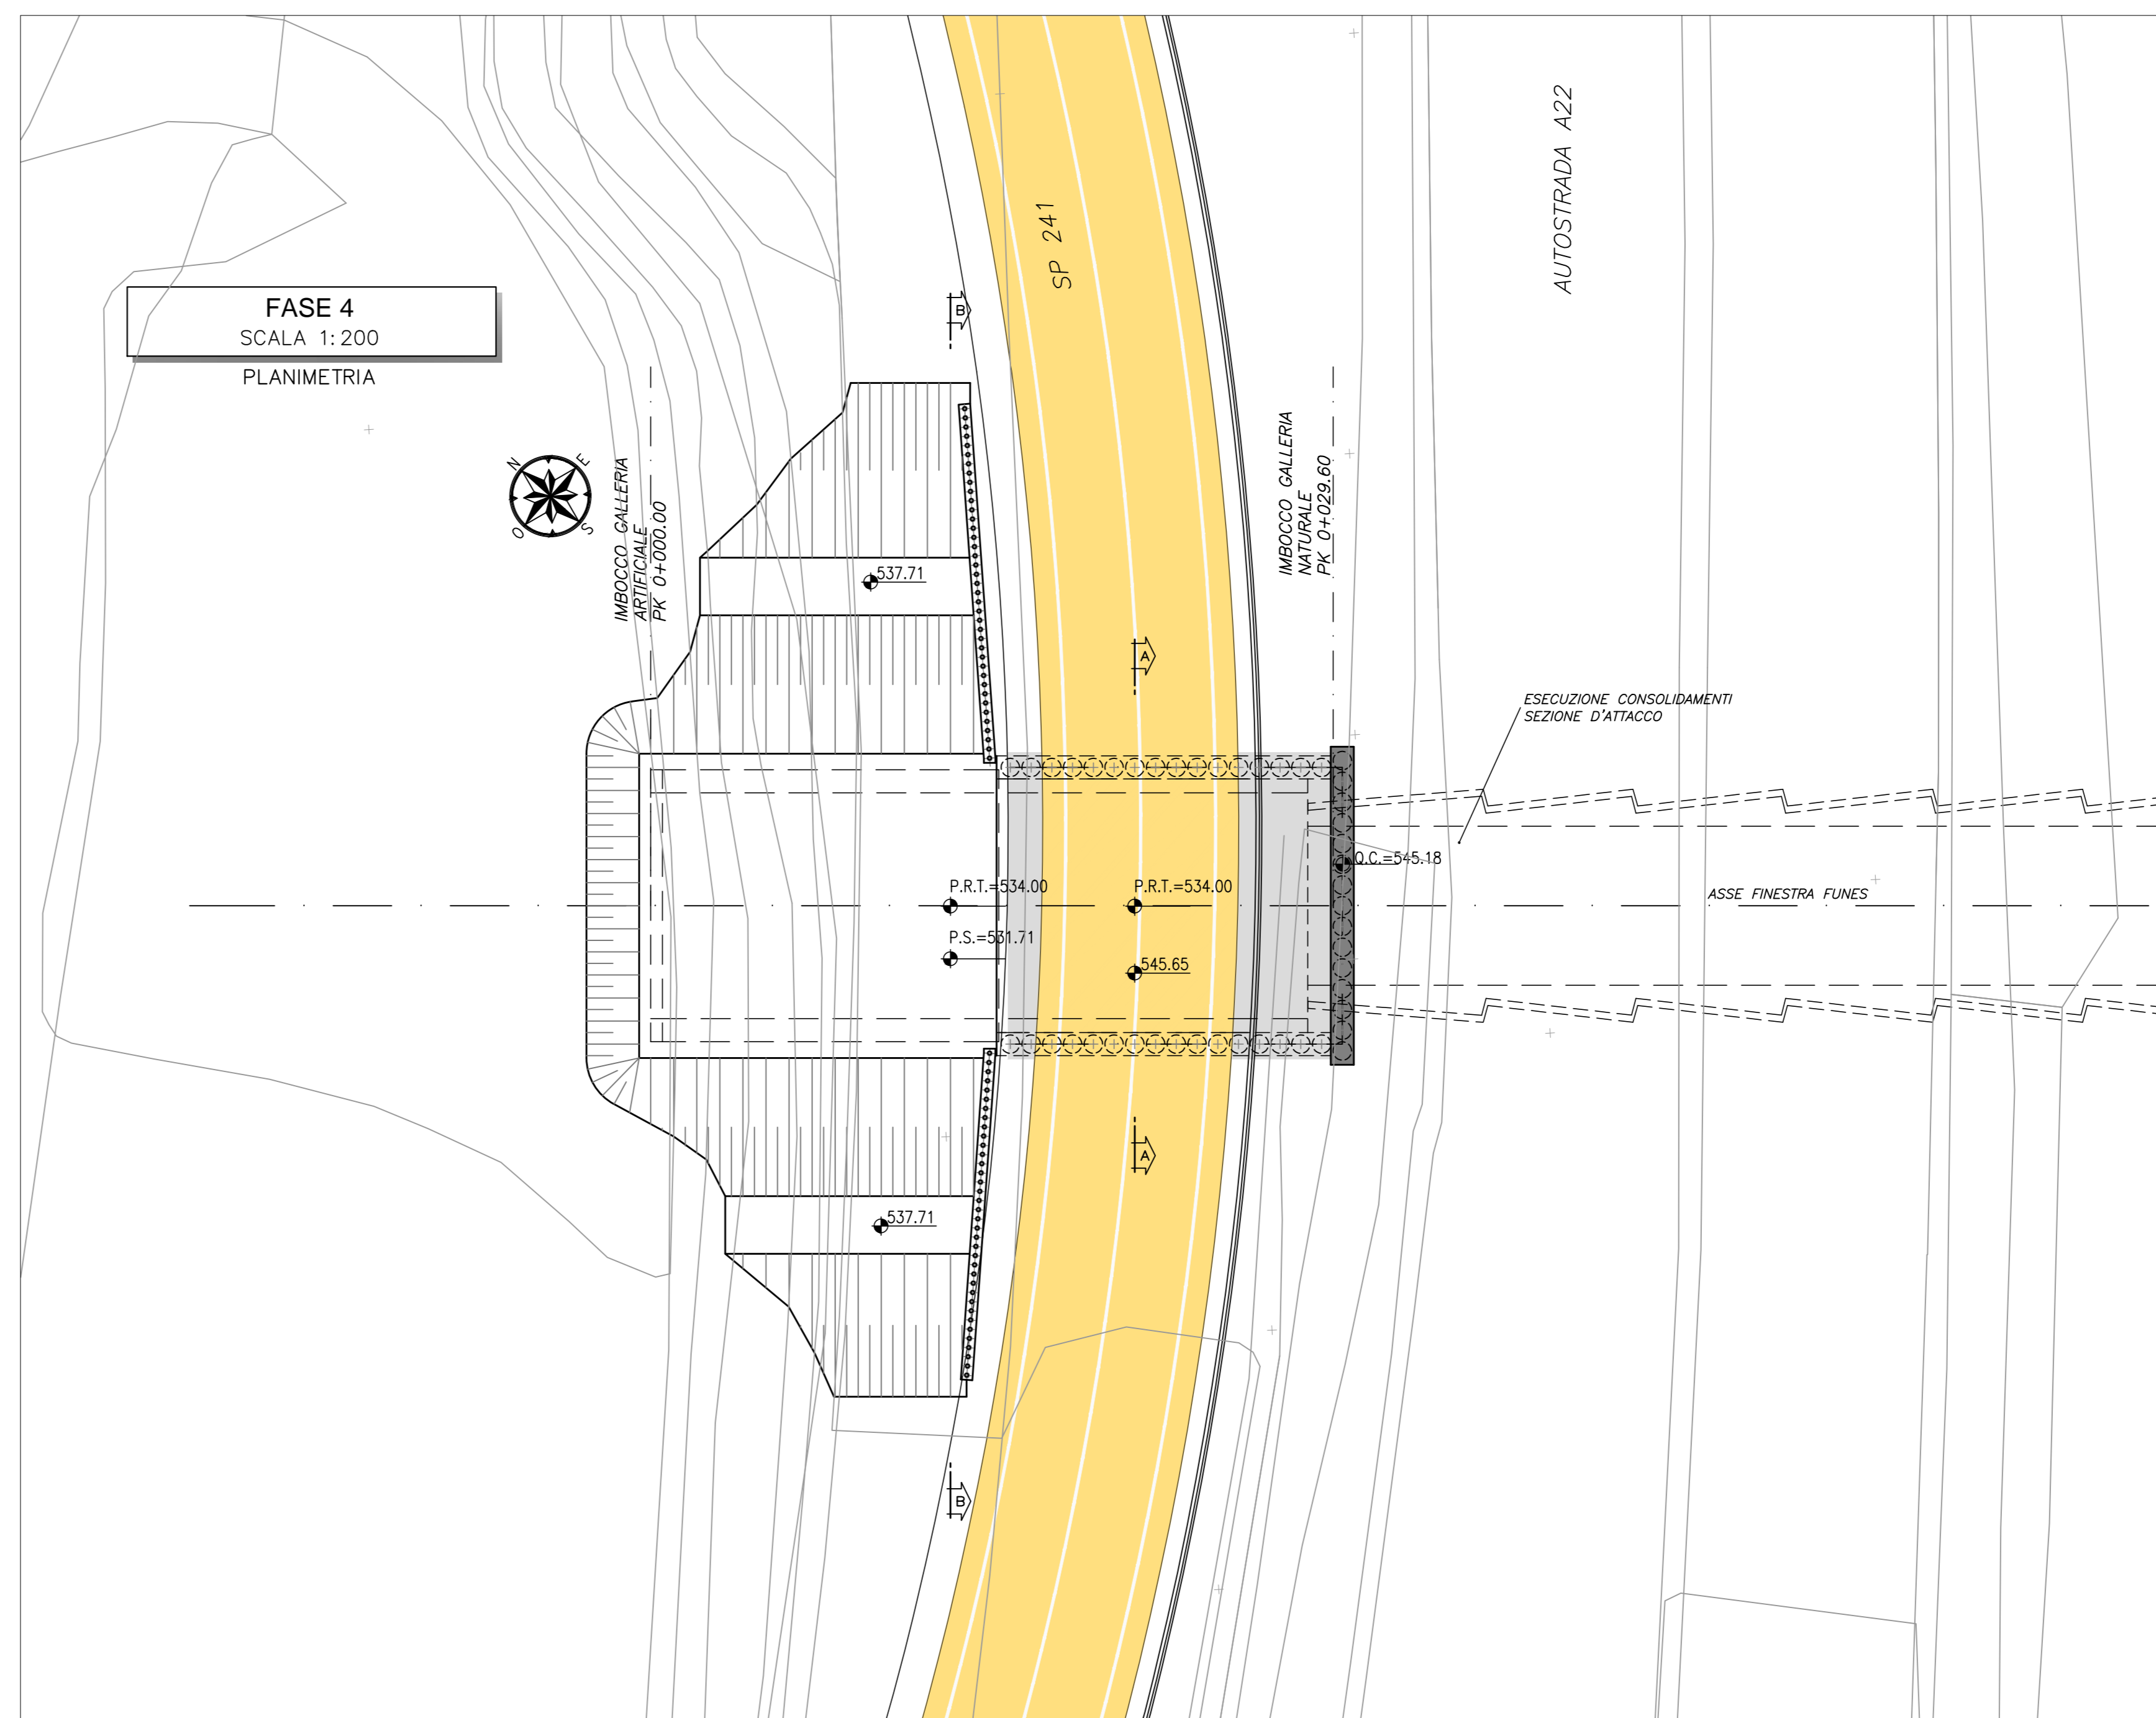 SP 241
AUTOSTRADA A22
B
FASE 4
SCALA 1:200
PLANIMETRIA
N
E
O
S
IMBOCCO GALLERIA
ARTIFICIALE
PK 0+000.00
IMBOCCO GALLERIA
NATURALE
PK 0+029.60
537.71
A
ESECUZIONE CONSOLIDAMENTI
SEZIONE D'ATTACCO
Q.C.=545.18
P.R.T.=534.00
P.R.T.=534.00
ASSE FINESTRA FUNES
P.S.=531.71
545.65
A
537.71
B